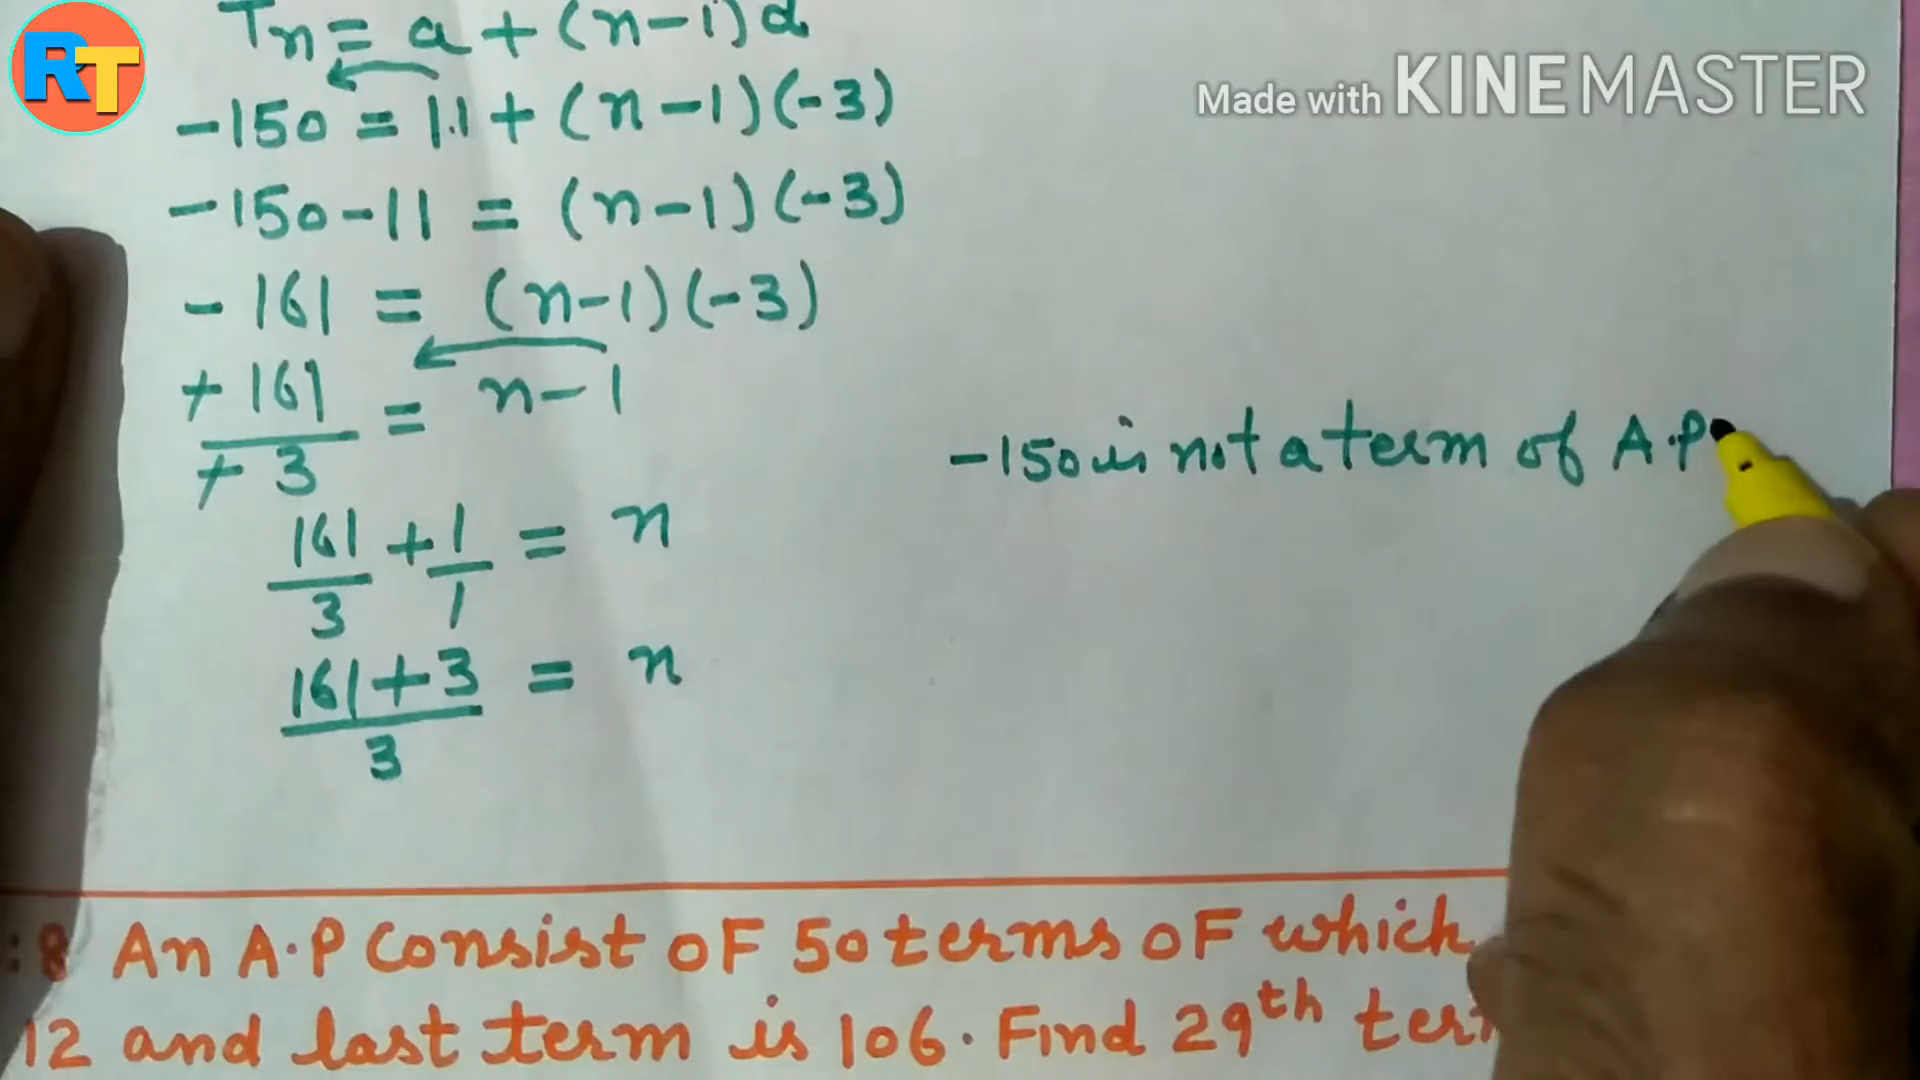 RT
Made with KINEMASTER
Tn = a + (n-1)d
-150 = 11 + (n-1)(-3)
-150-11 = (n-1)(-3)
-161 = (n-1)(-3)
+161/+3 = n-1
161/3 + 1/1 = n
161+3/3 = n
-150 is not a term of A.P
:8 An A.P consist of 50 terms of which
12 and last term is 106. Find 29th